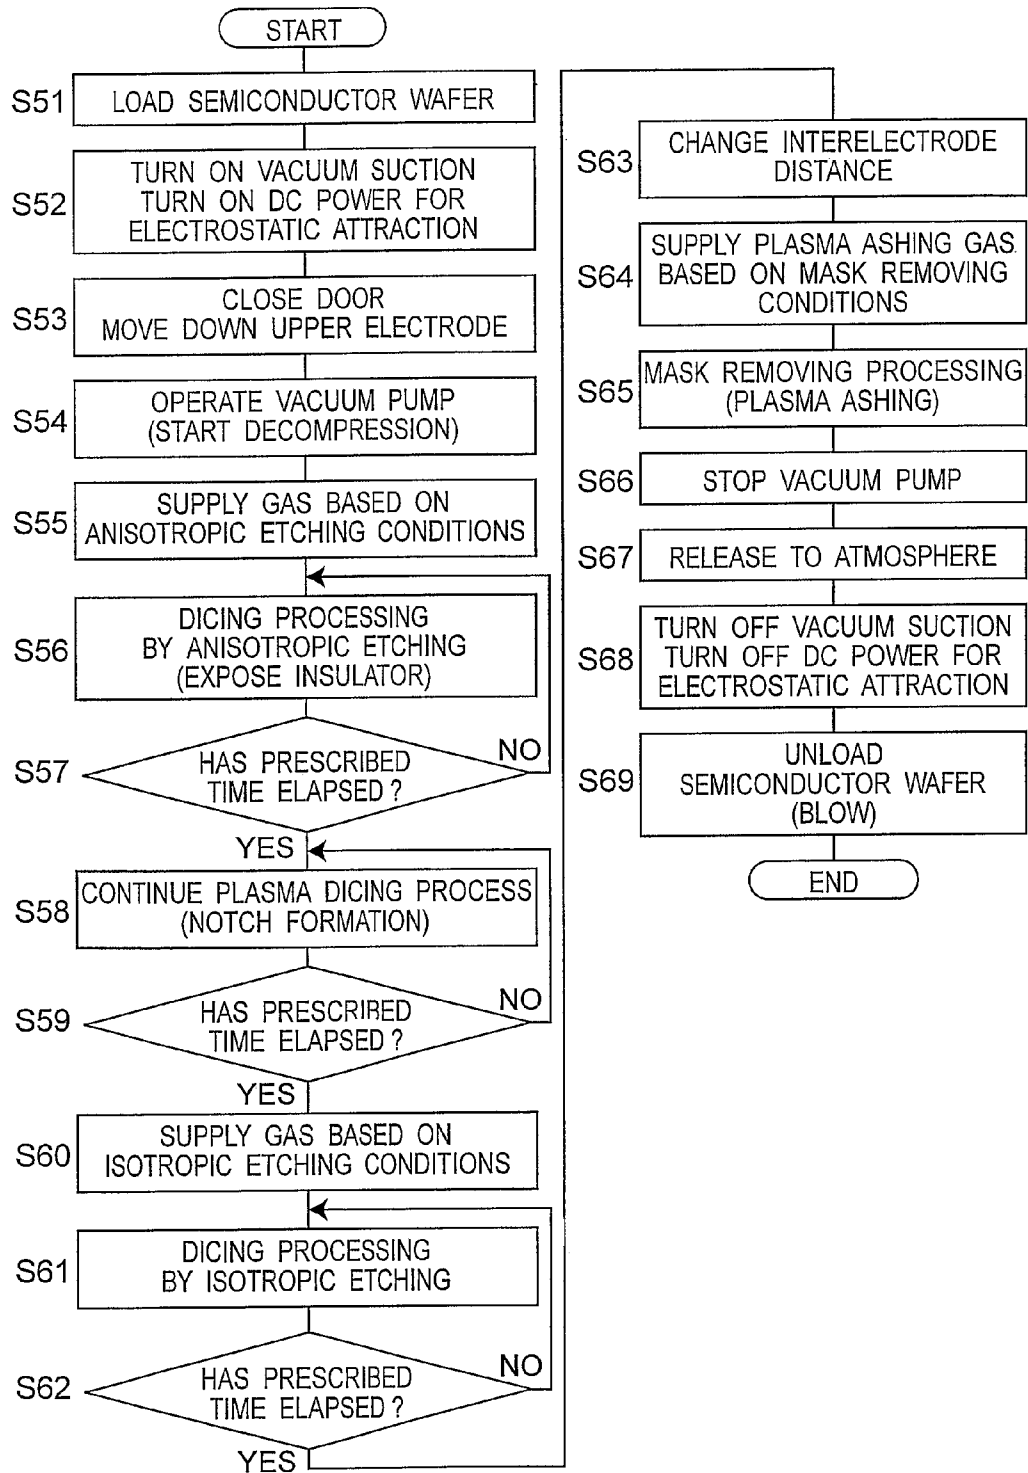 START
S51
LOAD SEMICONDUCTOR WAFER
S52
TURN ON VACUUM SUCTION
TURN ON DC POWER FOR
ELECTROSTATIC ATTRACTION
S53
CLOSE DOOR
MOVE DOWN UPPER ELECTRODE
S54
OPERATE VACUUM PUMP
(START DECOMPRESSION)
S55
SUPPLY GAS BASED ON
ANISOTROPIC ETCHING CONDITIONS
S56
DICING PROCESSING
BY ANISOTROPIC ETCHING
(EXPOSE INSULATOR)
S57
HAS PRESCRIBED
TIME ELAPSED?
NO
YES
S58
CONTINUE PLASMA DICING PROCESS
(NOTCH FORMATION)
S59
HAS PRESCRIBED
TIME ELAPSED?
NO
YES
S60
SUPPLY GAS BASED ON
ISOTROPIC ETCHING CONDITIONS
S61
DICING PROCESSING
BY ISOTROPIC ETCHING
S62
HAS PRESCRIBED
TIME ELAPSED?
NO
YES
S63
CHANGE INTERELECTRODE
DISTANCE
S64
SUPPLY PLASMA ASHING GAS
BASED ON MASK REMOVING
CONDITIONS
S65
MASK REMOVING PROCESSING
(PLASMA ASHING)
S66
STOP VACUUM PUMP
S67
RELEASE TO ATMOSPHERE
S68
TURN OFF VACUUM SUCTION
TURN OFF DC POWER FOR
ELECTROSTATIC ATTRACTION
S69
UNLOAD
SEMICONDUCTOR WAFER
(BLOW)
END